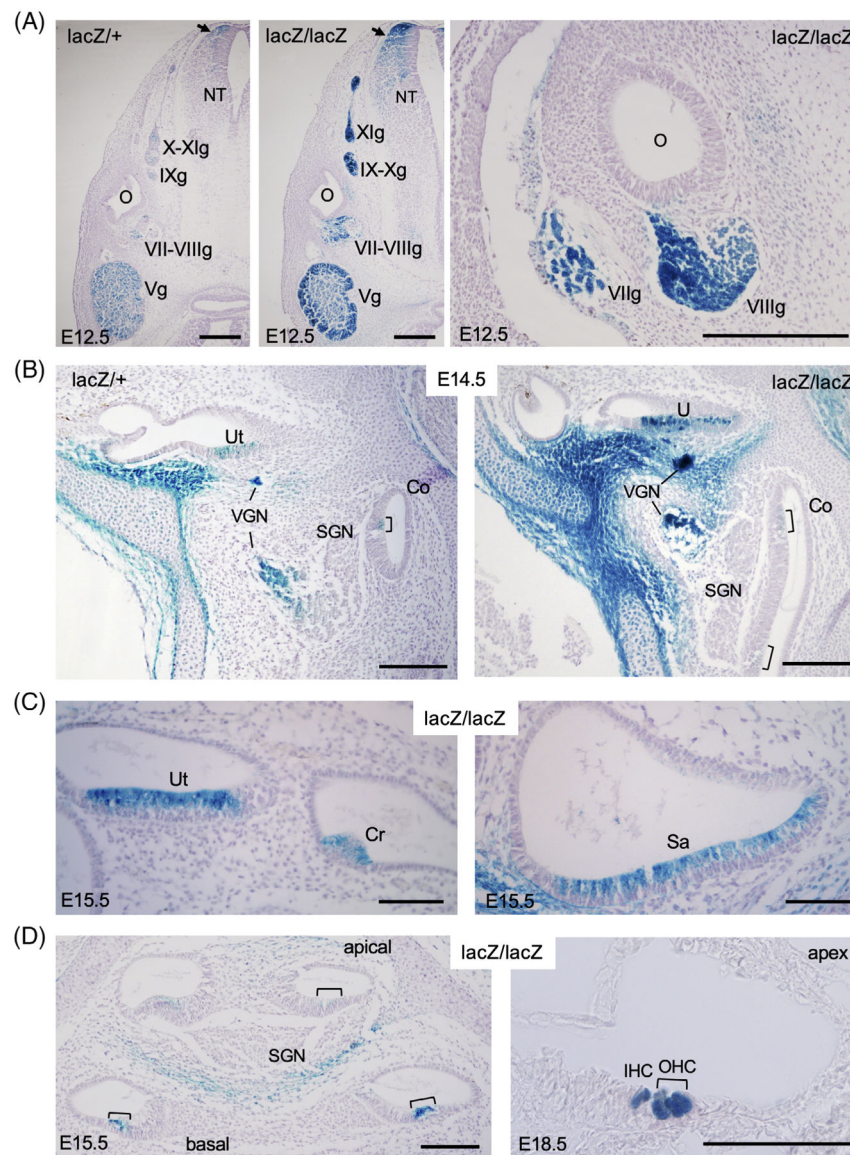 (A)
lacZ/+
NT
X-XIg
IXg
O
VII-VIIIg
Vg
E12.5
lacZ/lacZ
NT
XIg
IX-Xg
O
VII-VIIIg
Vg
E12.5
lacZ/lacZ
O
VIIg
VIIIg
E12.5
(B)
lacZ/+
E14.5
Ut
VGN
Co
SGN
lacZ/lacZ
U
VGN
Co
SGN
(C)
lacZ/lacZ
Ut
Cr
E15.5
Sa
E15.5
(D)
lacZ/lacZ
apical
SGN
E15.5
basal
apex
IHC
OHC
E18.5